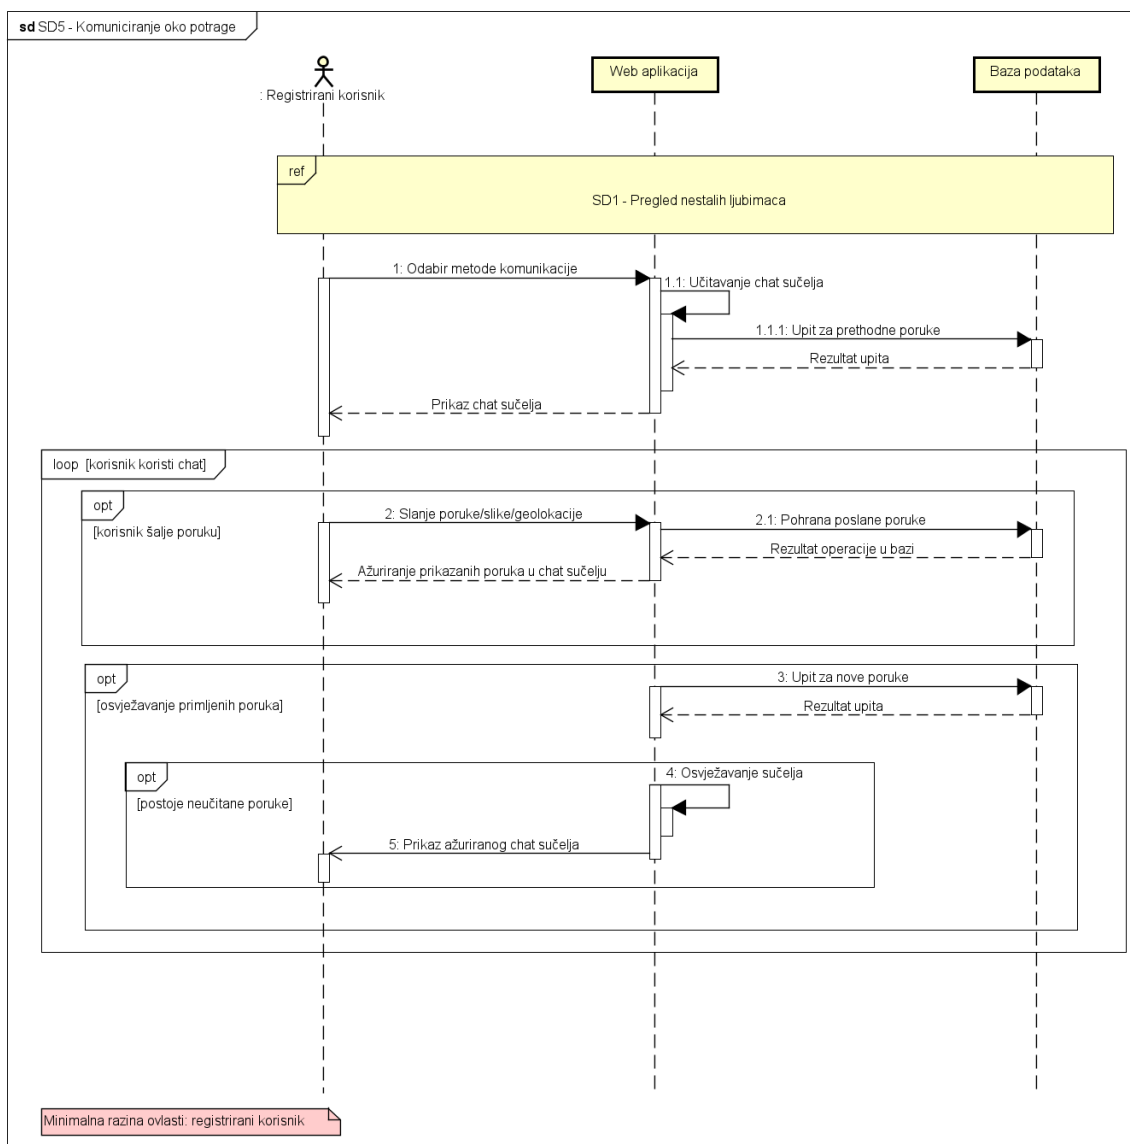 sd SD5 - Komuniciranje oko potrage
: Registrirani korisnik
Web aplikacija
Baza podataka
ref
SD1 - Pregled nestalih ljubimaca
1: Odabir metode komunikacije
1.1: Učitavanje chat sučelja
1.1.1: Upit za prethodne poruke
Rezultat upita
Prikaz chat sučelja
loop [korisnik koristi chat]
opt
[korisnik šalje poruku]
2: Slanje poruke/slike/geolokacije
2.1: Pohrana poslane poruke
Rezultat operacije u bazi
Ažuriranje prikazanih poruka u chat sučelju
opt
[osvježavanje primljenih poruka]
3: Upit za nove poruke
Rezultat upita
opt
[postoje neučitane poruke]
4: Osvježavanje sučelja
5: Prikaz ažuriranog chat sučelja
Minimalna razina ovlasti: registrirani korisnik